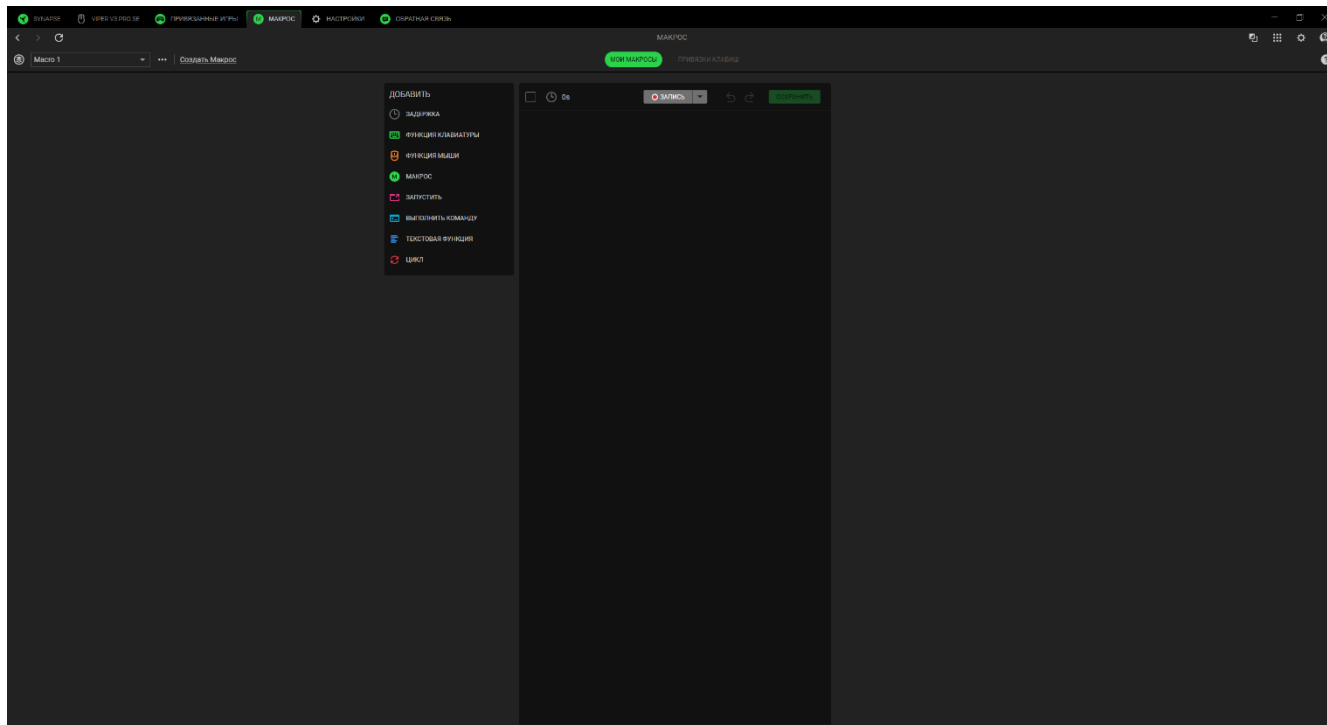 SYNAPSE VIPER V3 PRO SE ПРИВЯЗАННЫЕ ИГРЫ МАКРОС НАСТРОЙКИ ОБРАТНАЯ СВЯЗЬ
МАКРОС
Macro 1 Создать Макрос МОИ МАКРОСЫ ПРИВЯЗКИ КЛАВИШ
ДОБАВИТЬ
ЗАДЕРЖКА
ФУНКЦИЯ КЛАВИАТУРЫ
ФУНКЦИЯ МЫШИ
МАКРОС
ЗАПУСТИТЬ
ВЫПОЛНИТЬ КОМАНДУ
ТЕКСТОВАЯ ФУНКЦИЯ
ЦИКЛ
0s ЗАПИСЬ СОХРАНИТЬ